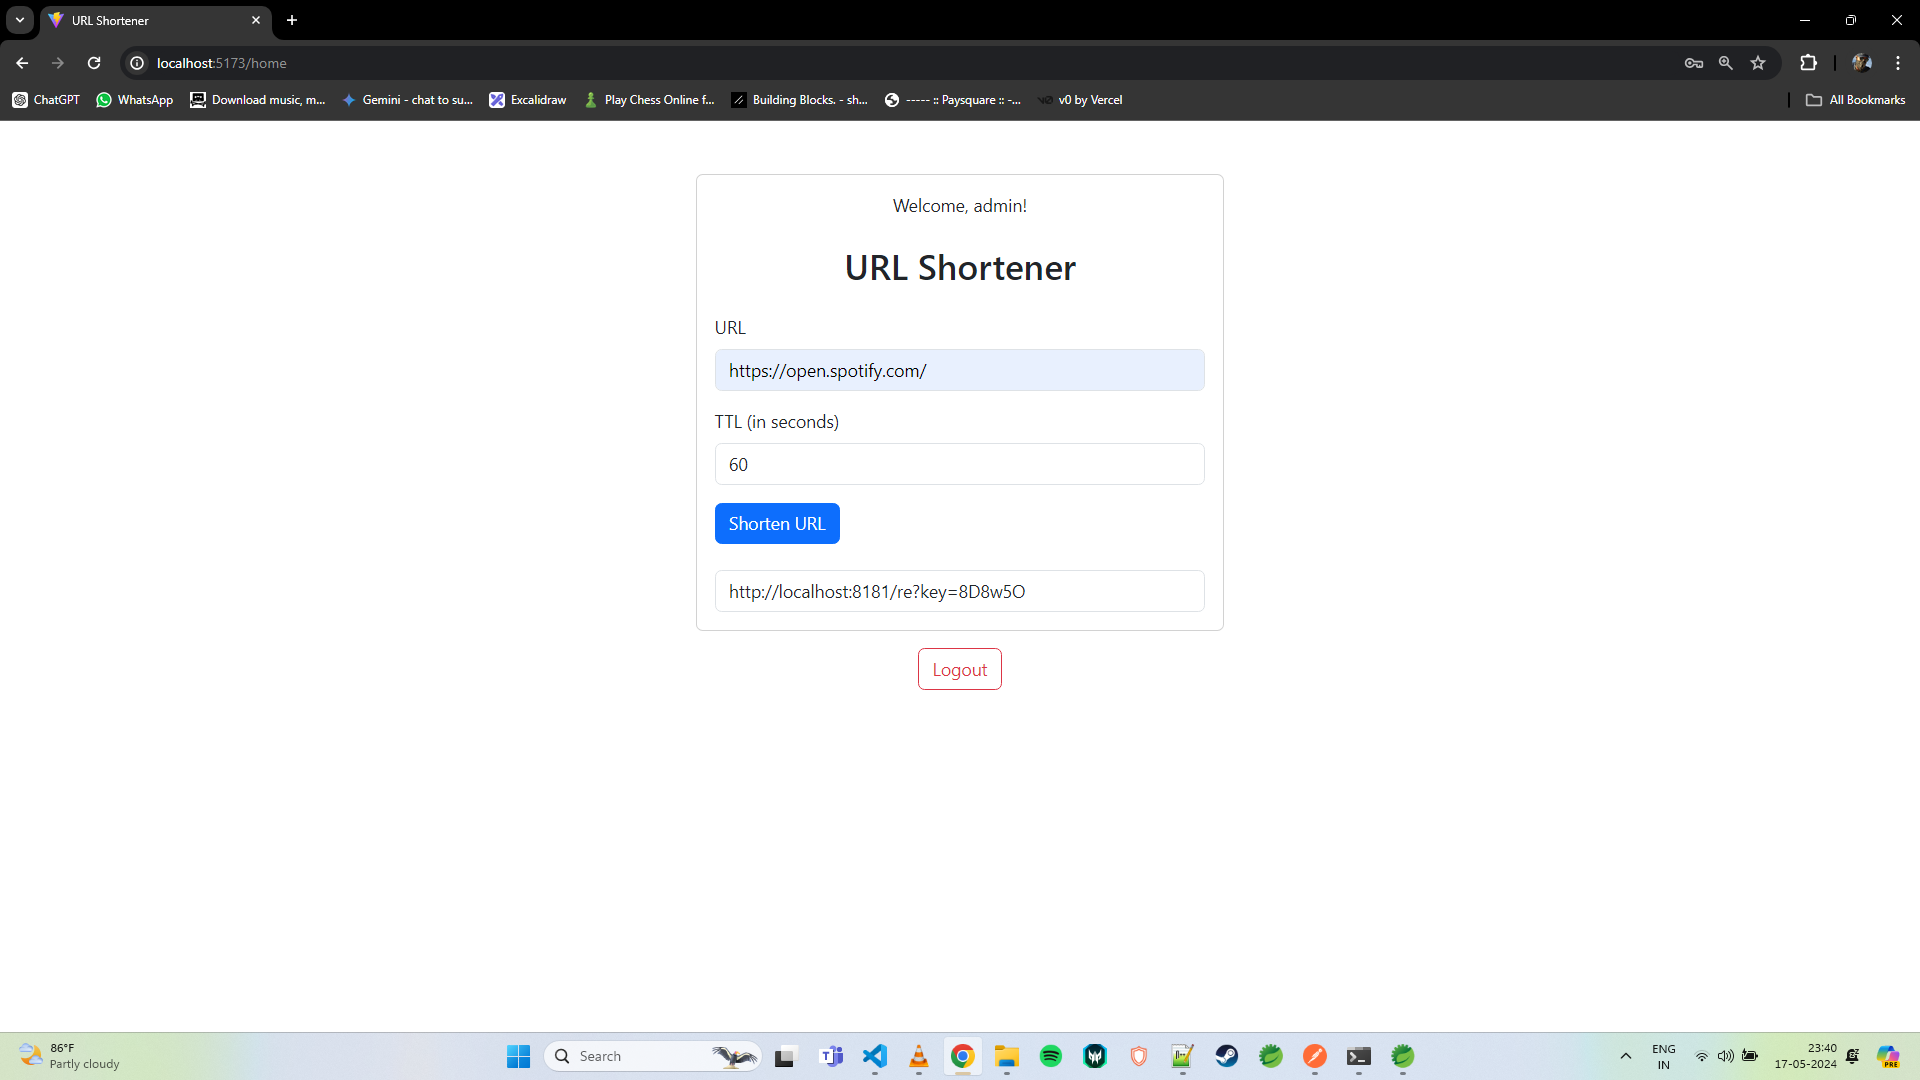 URL Shortener
localhost:5173/home
ChatGPT
WhatsApp
Download music, m...
Gemini - chat to su...
Excalidraw
Play Chess Online f...
Building Blocks. - sh...
----- :: Paysquare :: -...
v0 by Vercel
All Bookmarks
Welcome, admin!
URL Shortener
URL
https://open.spotify.com/
TTL (in seconds)
60
Shorten URL
http://localhost:8181/re?key=8D8w5O
Logout
86°F
Partly cloudy
Search
ENG
IN
23:40
17-05-2024
PRE